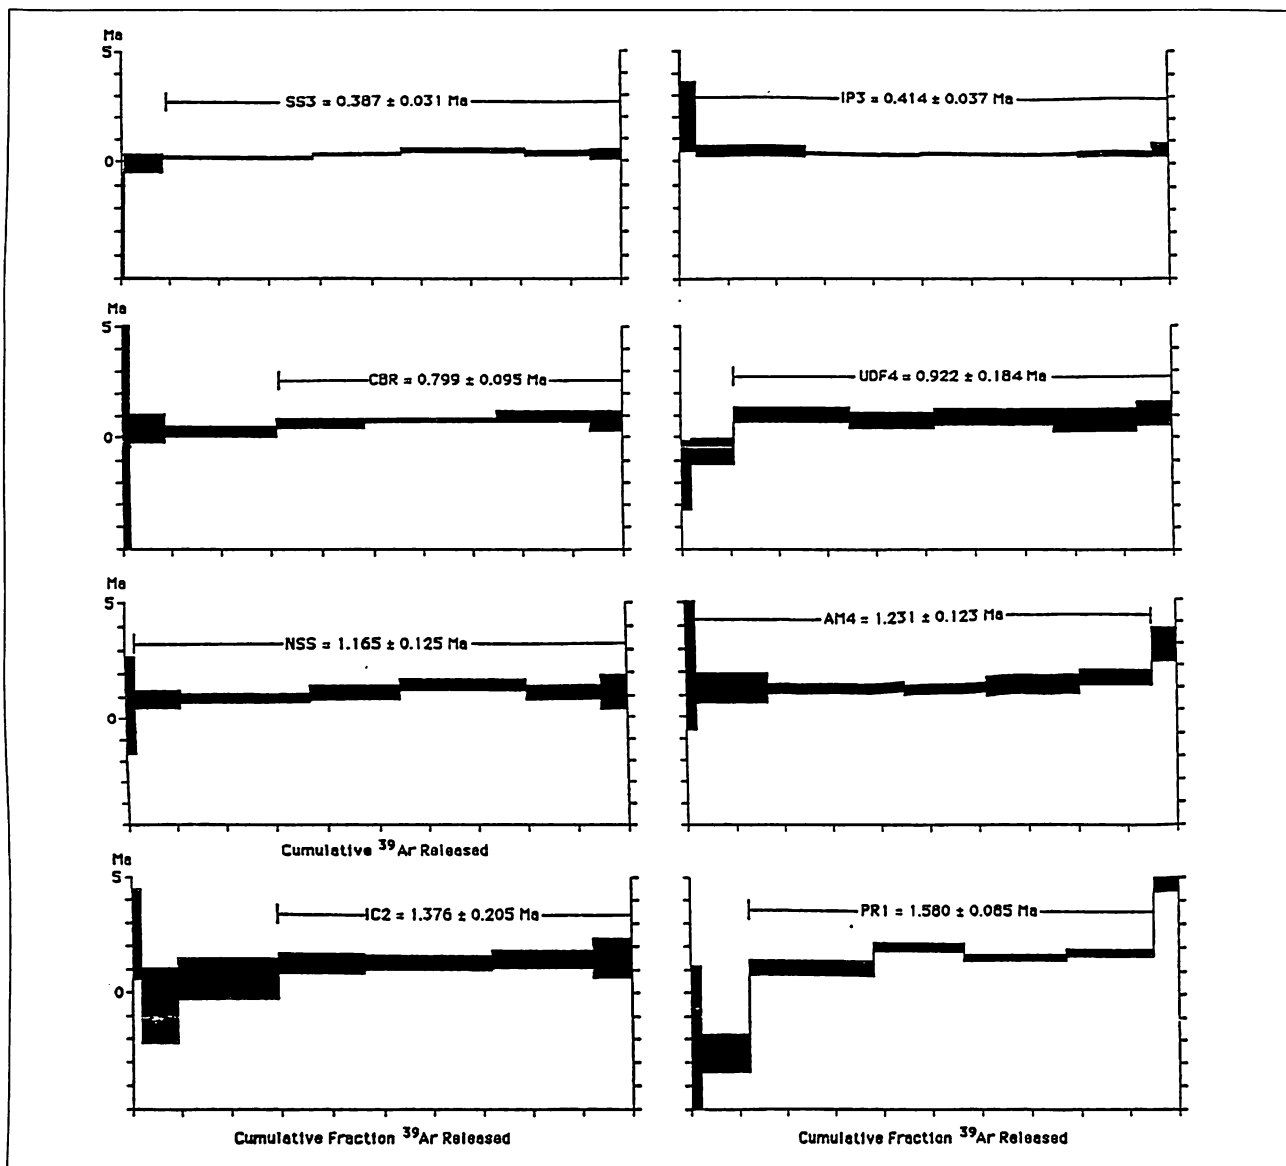 Ma
5
SS3 = 0.387 ± 0.031 Ma
0
IP3 = 0.414 ± 0.037 Ma
Ma
5
CBR = 0.799 ± 0.095 Ma
0
UDF4 = 0.922 ± 0.184 Ma
Ma
5
NSS = 1.165 ± 0.125 Ma
0
AM4 = 1.231 ± 0.123 Ma
Cumulative ³⁹Ar Released
Ma
5
IC2 = 1.376 ± 0.205 Ma
0
PR1 = 1.580 ± 0.085 Ma
Cumulative Fraction ³⁹Ar Released
Cumulative Fraction ³⁹Ar Released